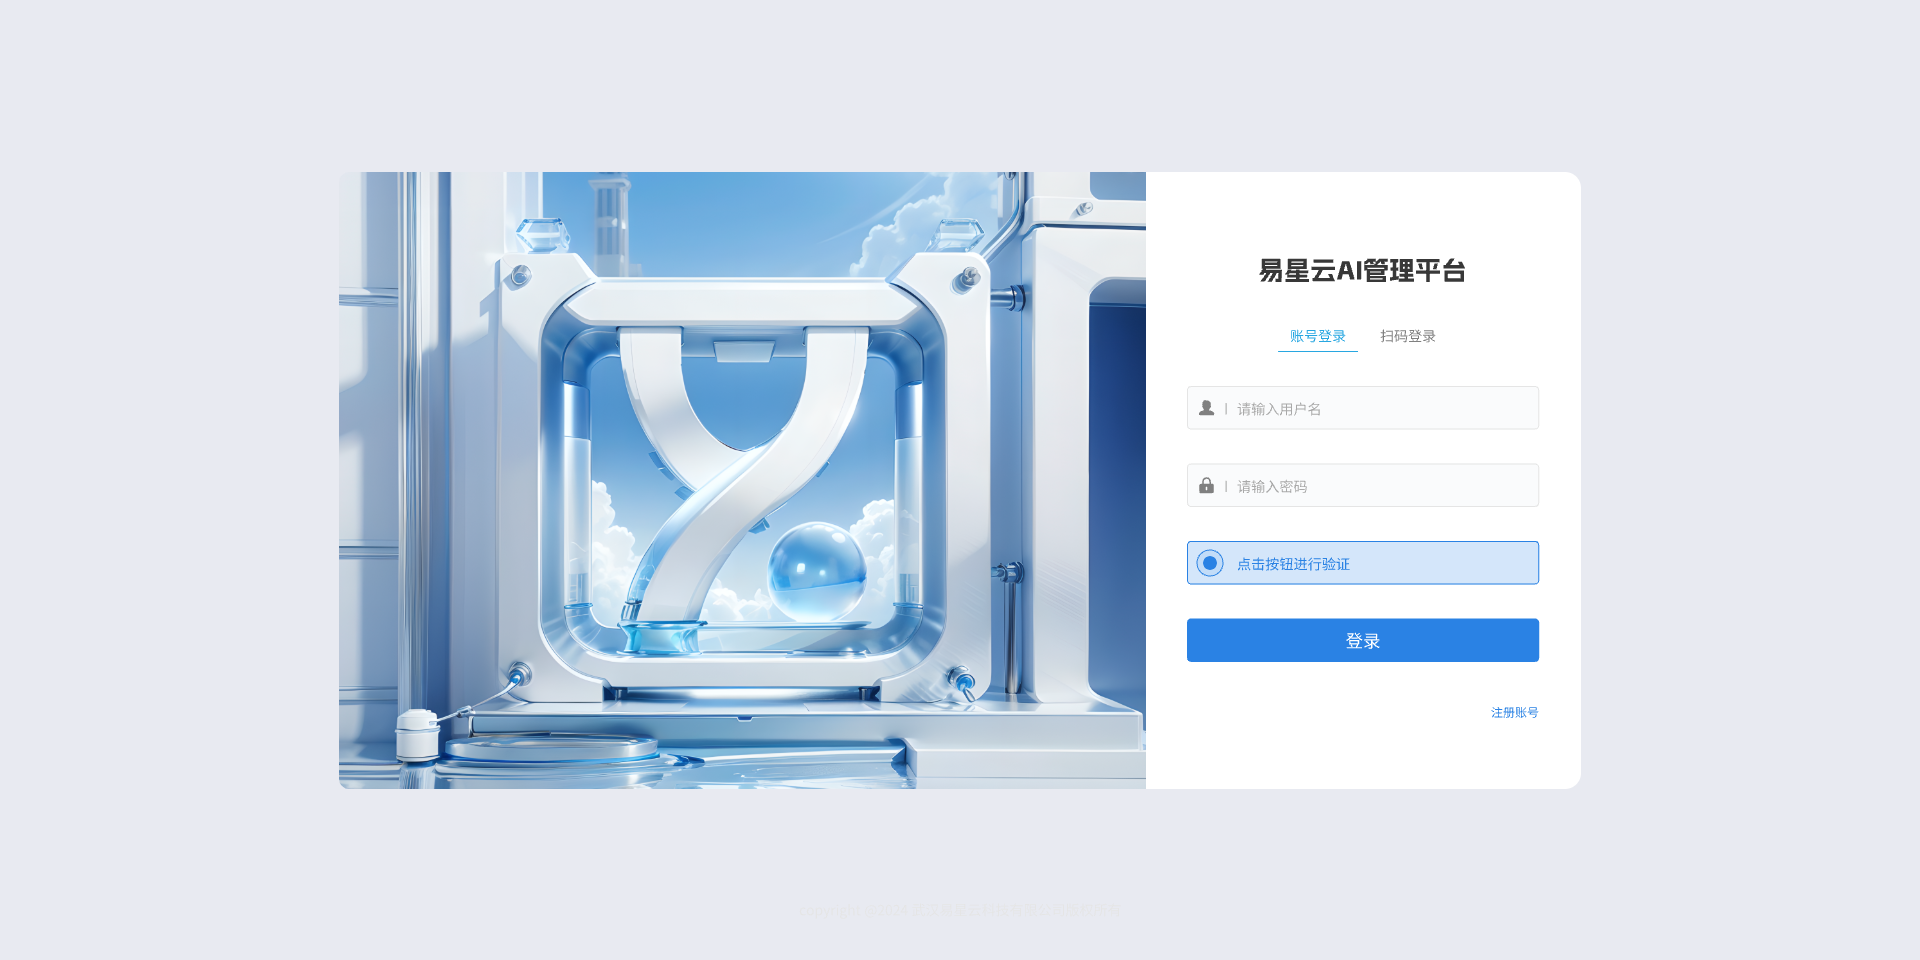 易星云AI管理平台
账号登录 扫码登录
请输入用户名
请输入密码
点击按钮进行验证
登录
注册账号